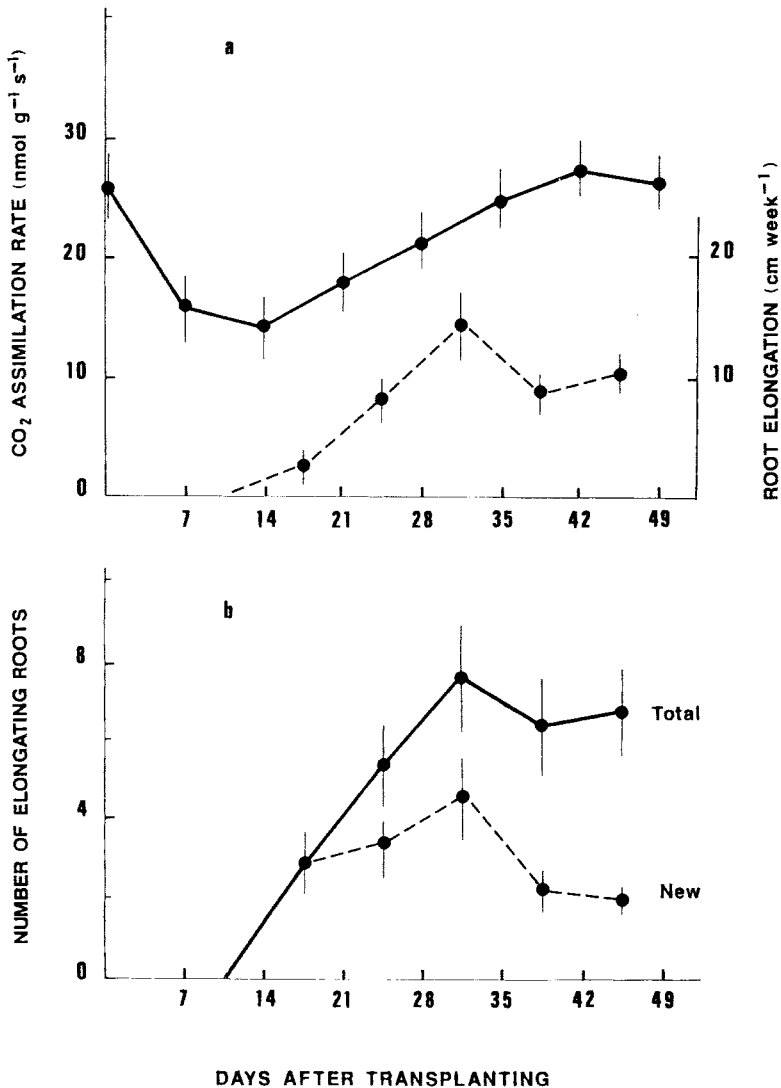 a
CO₂ ASSIMILATION RATE (nmol g⁻¹ s⁻¹)
30
20
10
0
ROOT ELONGATION (cm week⁻¹)
20
10
7 14 21 28 35 42 49
b
NUMBER OF ELONGATING ROOTS
8
4
0
Total
New
7 14 21 28 35 42 49
DAYS AFTER TRANSPLANTING